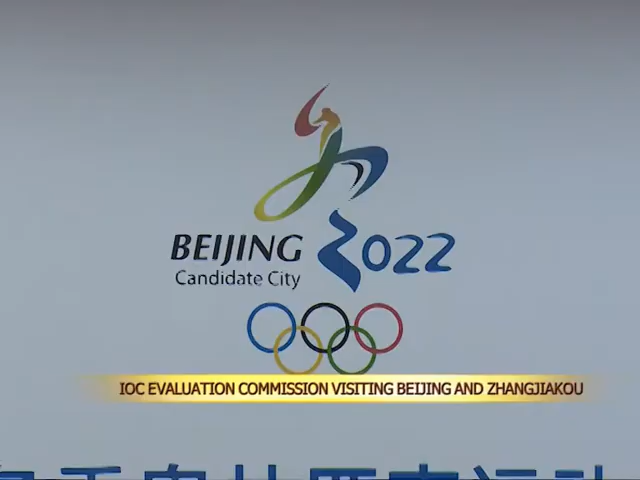 BEIJING 2022
Candidate City
IOC EVALUATION COMMISSION VISITING BEIJING AND ZHANGJIAKOU